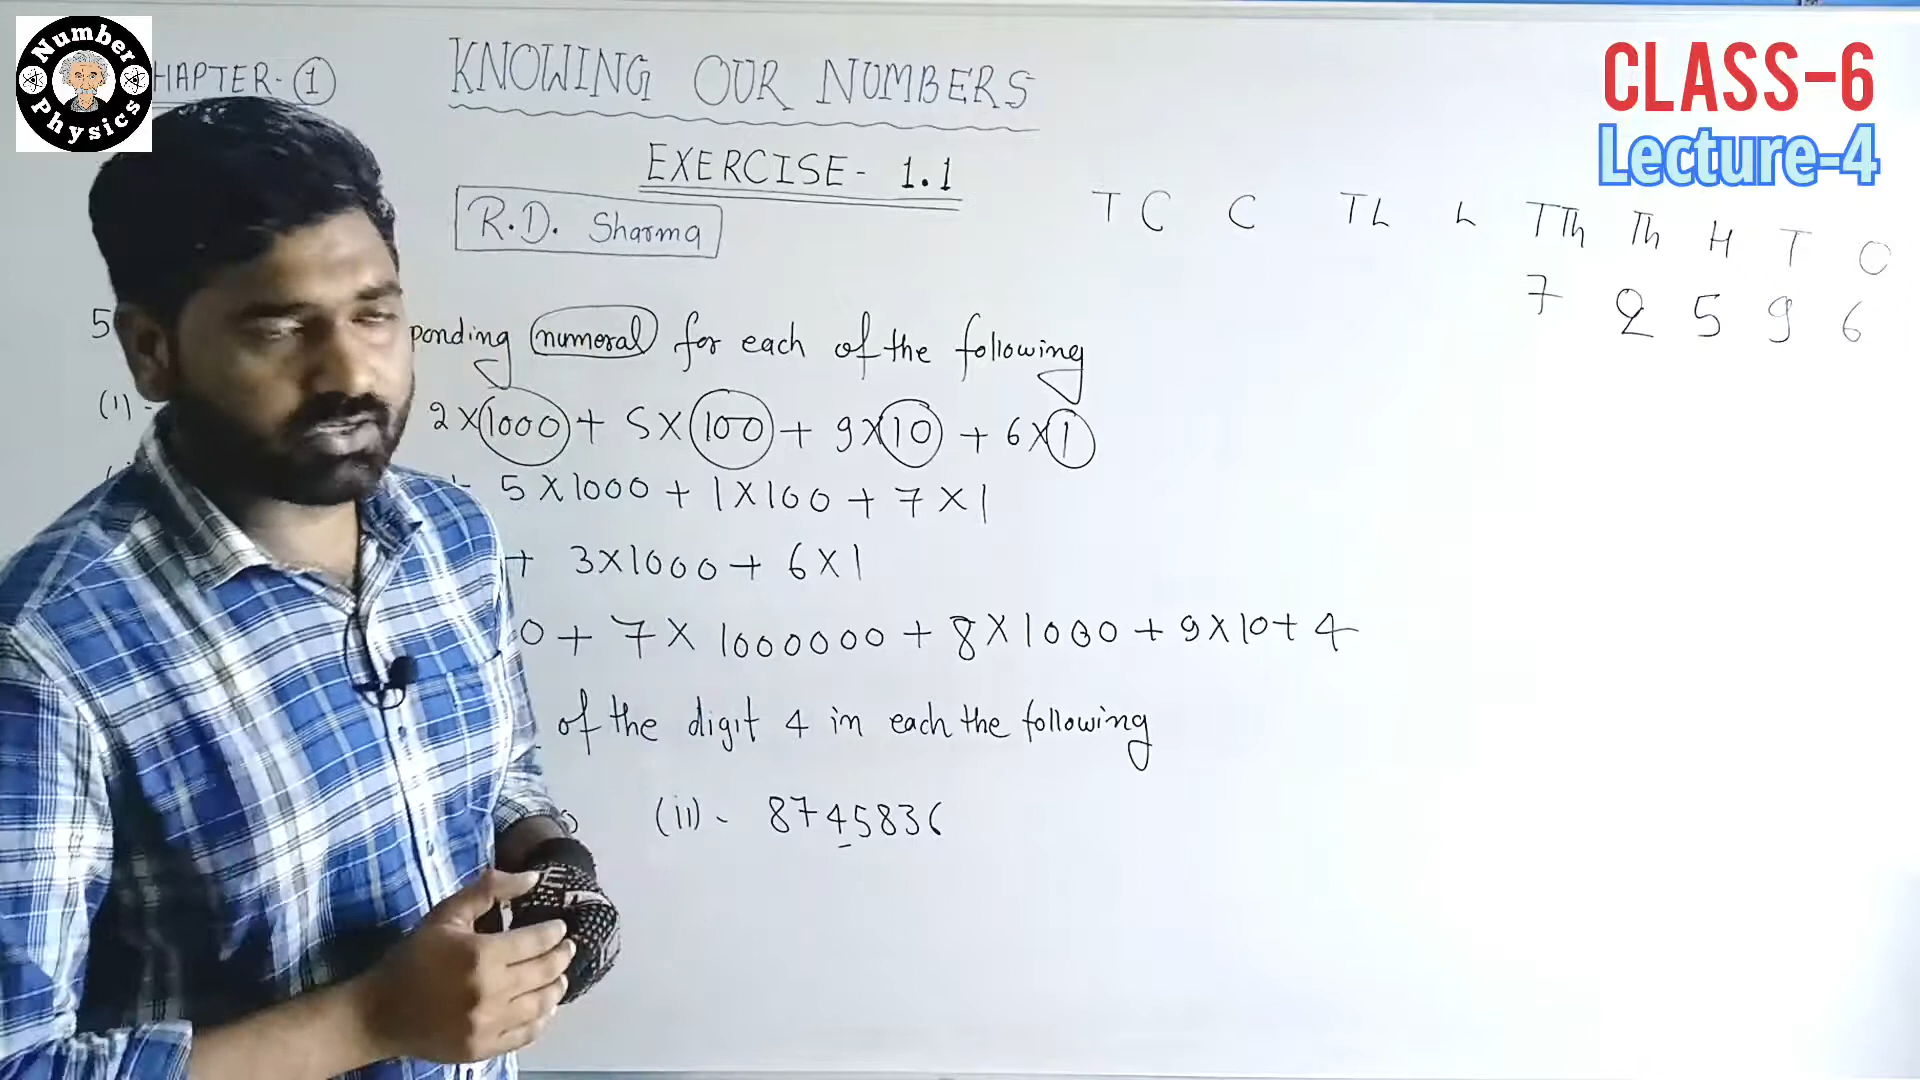 Number Physics
CLASS-6
Lecture-4
HAPTER- 1
KNOWING OUR NUMBERS
EXERCISE- 1.1
R.D. Sharma
TC C TL L TTh Th H T O
7 2 5 9 6
5
ponding numeral for each of the following
(i) - 2×1000 + 5×100 + 9×10 + 6×1
5×1000 + 1×100 + 7×1
+ 3×1000 + 6×1
0 + 7×1000000 + 8×1000 + 9×10+ 4
of the digit 4 in each the following
(ii)- 8745836